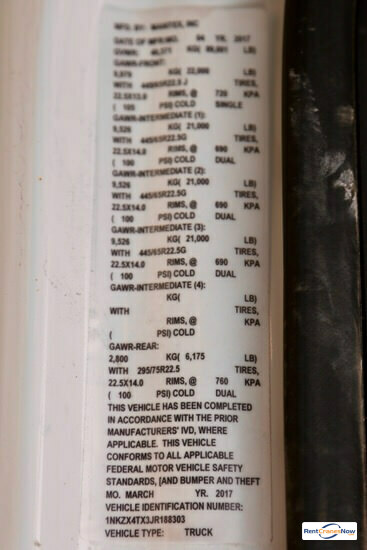 MFD. BY: MANITEX, INC
DATE OF MFR:MO. 04 YR. 2017
GVWR: KG( LB)
GAWR-FRONT:
9,979 KG( 22,000 LB)
WITH TIRES,
22.5X13.0 RIMS, @ 720 KPA
( 105 PSI) COLD SINGLE
GAWR-INTERMEDIATE (1):
9,526 KG( 21,000 LB)
WITH 445/65R22.5G TIRES,
22.5X14.0 RIMS, @ 690 KPA
( 100 PSI) COLD DUAL
GAWR-INTERMEDIATE (2):
9,526 KG( 21,000 LB)
WITH 445/65R22.5G TIRES,
22.5X14.0 RIMS, @ 690 KPA
( 100 PSI) COLD DUAL
GAWR-INTERMEDIATE (3):
9,526 KG( 21,000 LB)
WITH 445/65R22.5G TIRES,
22.5X14.0 RIMS, @ 690 KPA
( 100 PSI) COLD DUAL
GAWR-INTERMEDIATE (4):
KG( LB)
WITH TIRES,
RIMS, @ KPA
( PSI) COLD
GAWR-REAR:
2,800 KG( 6,175 LB)
WITH 295/75R22.5 TIRES,
22.5X14.0 RIMS, @ 760 KPA
( 100 PSI) COLD DUAL
THIS VEHICLE HAS BEEN COMPLETED
IN ACCORDANCE WITH THE PRIOR
MANUFACTURERS' IVD, WHERE
APPLICABLE. THIS VEHICLE
CONFORMS TO ALL APPLICABLE
FEDERAL MOTOR VEHICLE SAFETY
STANDARDS, [AND BUMPER AND THEFT
MO. MARCH YR. 2017
VEHICLE IDENTIFICATION NUMBER:
1NKZX4TX3JR188303
VEHICLE TYPE: TRUCK
RentCranesNow